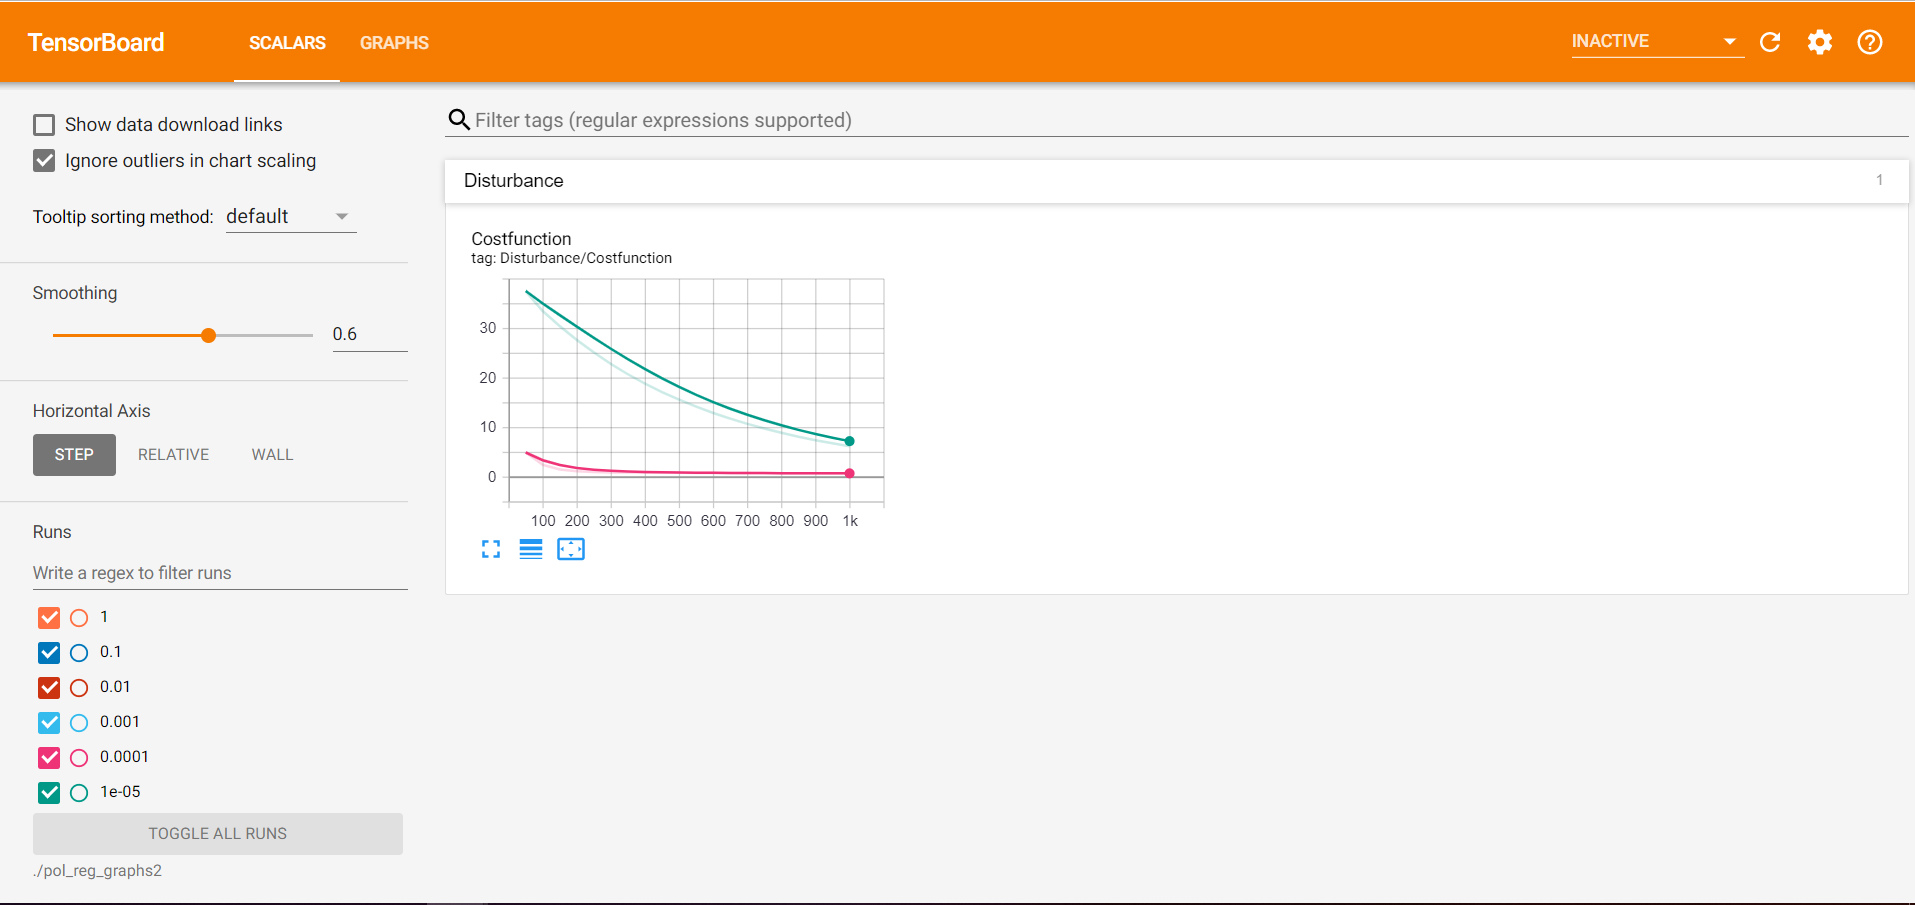 TensorBoard SCALARS GRAPHS INACTIVE
Show data download links
Ignore outliers in chart scaling
Tooltip sorting method: default
Smoothing
0.6
Horizontal Axis
STEP RELATIVE WALL
Runs
Write a regex to filter runs
1
0.1
0.01
0.001
0.0001
1e-05
TOGGLE ALL RUNS
./pol_reg_graphs2
Filter tags (regular expressions supported)
Disturbance 1
Costfunction
tag: Disturbance/Costfunction
30
20
10
0
100 200 300 400 500 600 700 800 900 1k